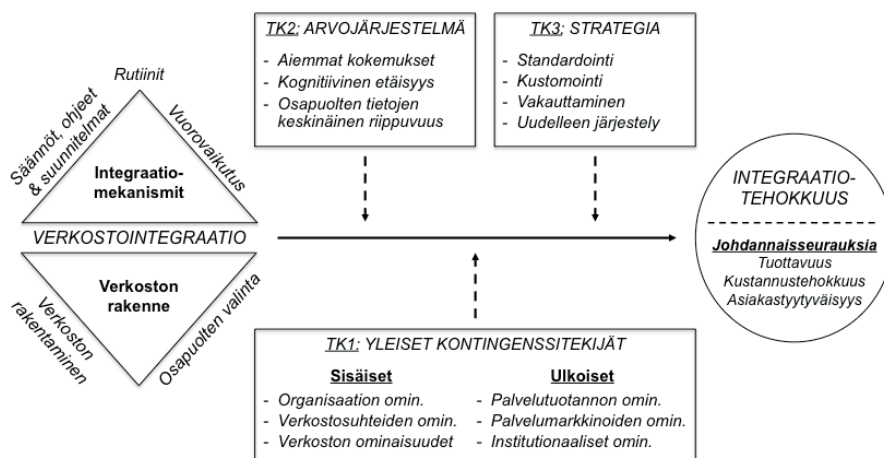 Rutiinit
Säännöt, ohjeet
& suunnitelmat
Vuorovaikutus
Integraatio-
mekanismit
VERKOSTOINTEGRAATIO
Verkoston
rakenne
Verkoston
rakentaminen
Osapuolten valinta
TK2: ARVOJÄRJESTELMÄ
- Aiemmat kokemukset
- Kognitiivinen etäisyys
- Osapuolten tietojen
keskinäinen riippuvuus
TK3: STRATEGIA
- Standardointi
- Kustomointi
- Vakauttaminen
- Uudelleen järjestely
TK1: YLEISET KONTINGENSSITEKIJÄT
Sisäiset
- Organisaation omin.
- Verkostosuhteiden omin.
- Verkoston ominaisuudet
Ulkoiset
- Palvelutuotannon omin.
- Palvelumarkkinoiden omin.
- Institutionaaliset omin.
INTEGRAATIO-
TEHOKKUUS
Johdannaisseurauksia
Tuottavuus
Kustannustehokkuus
Asiakastyytyväisyys